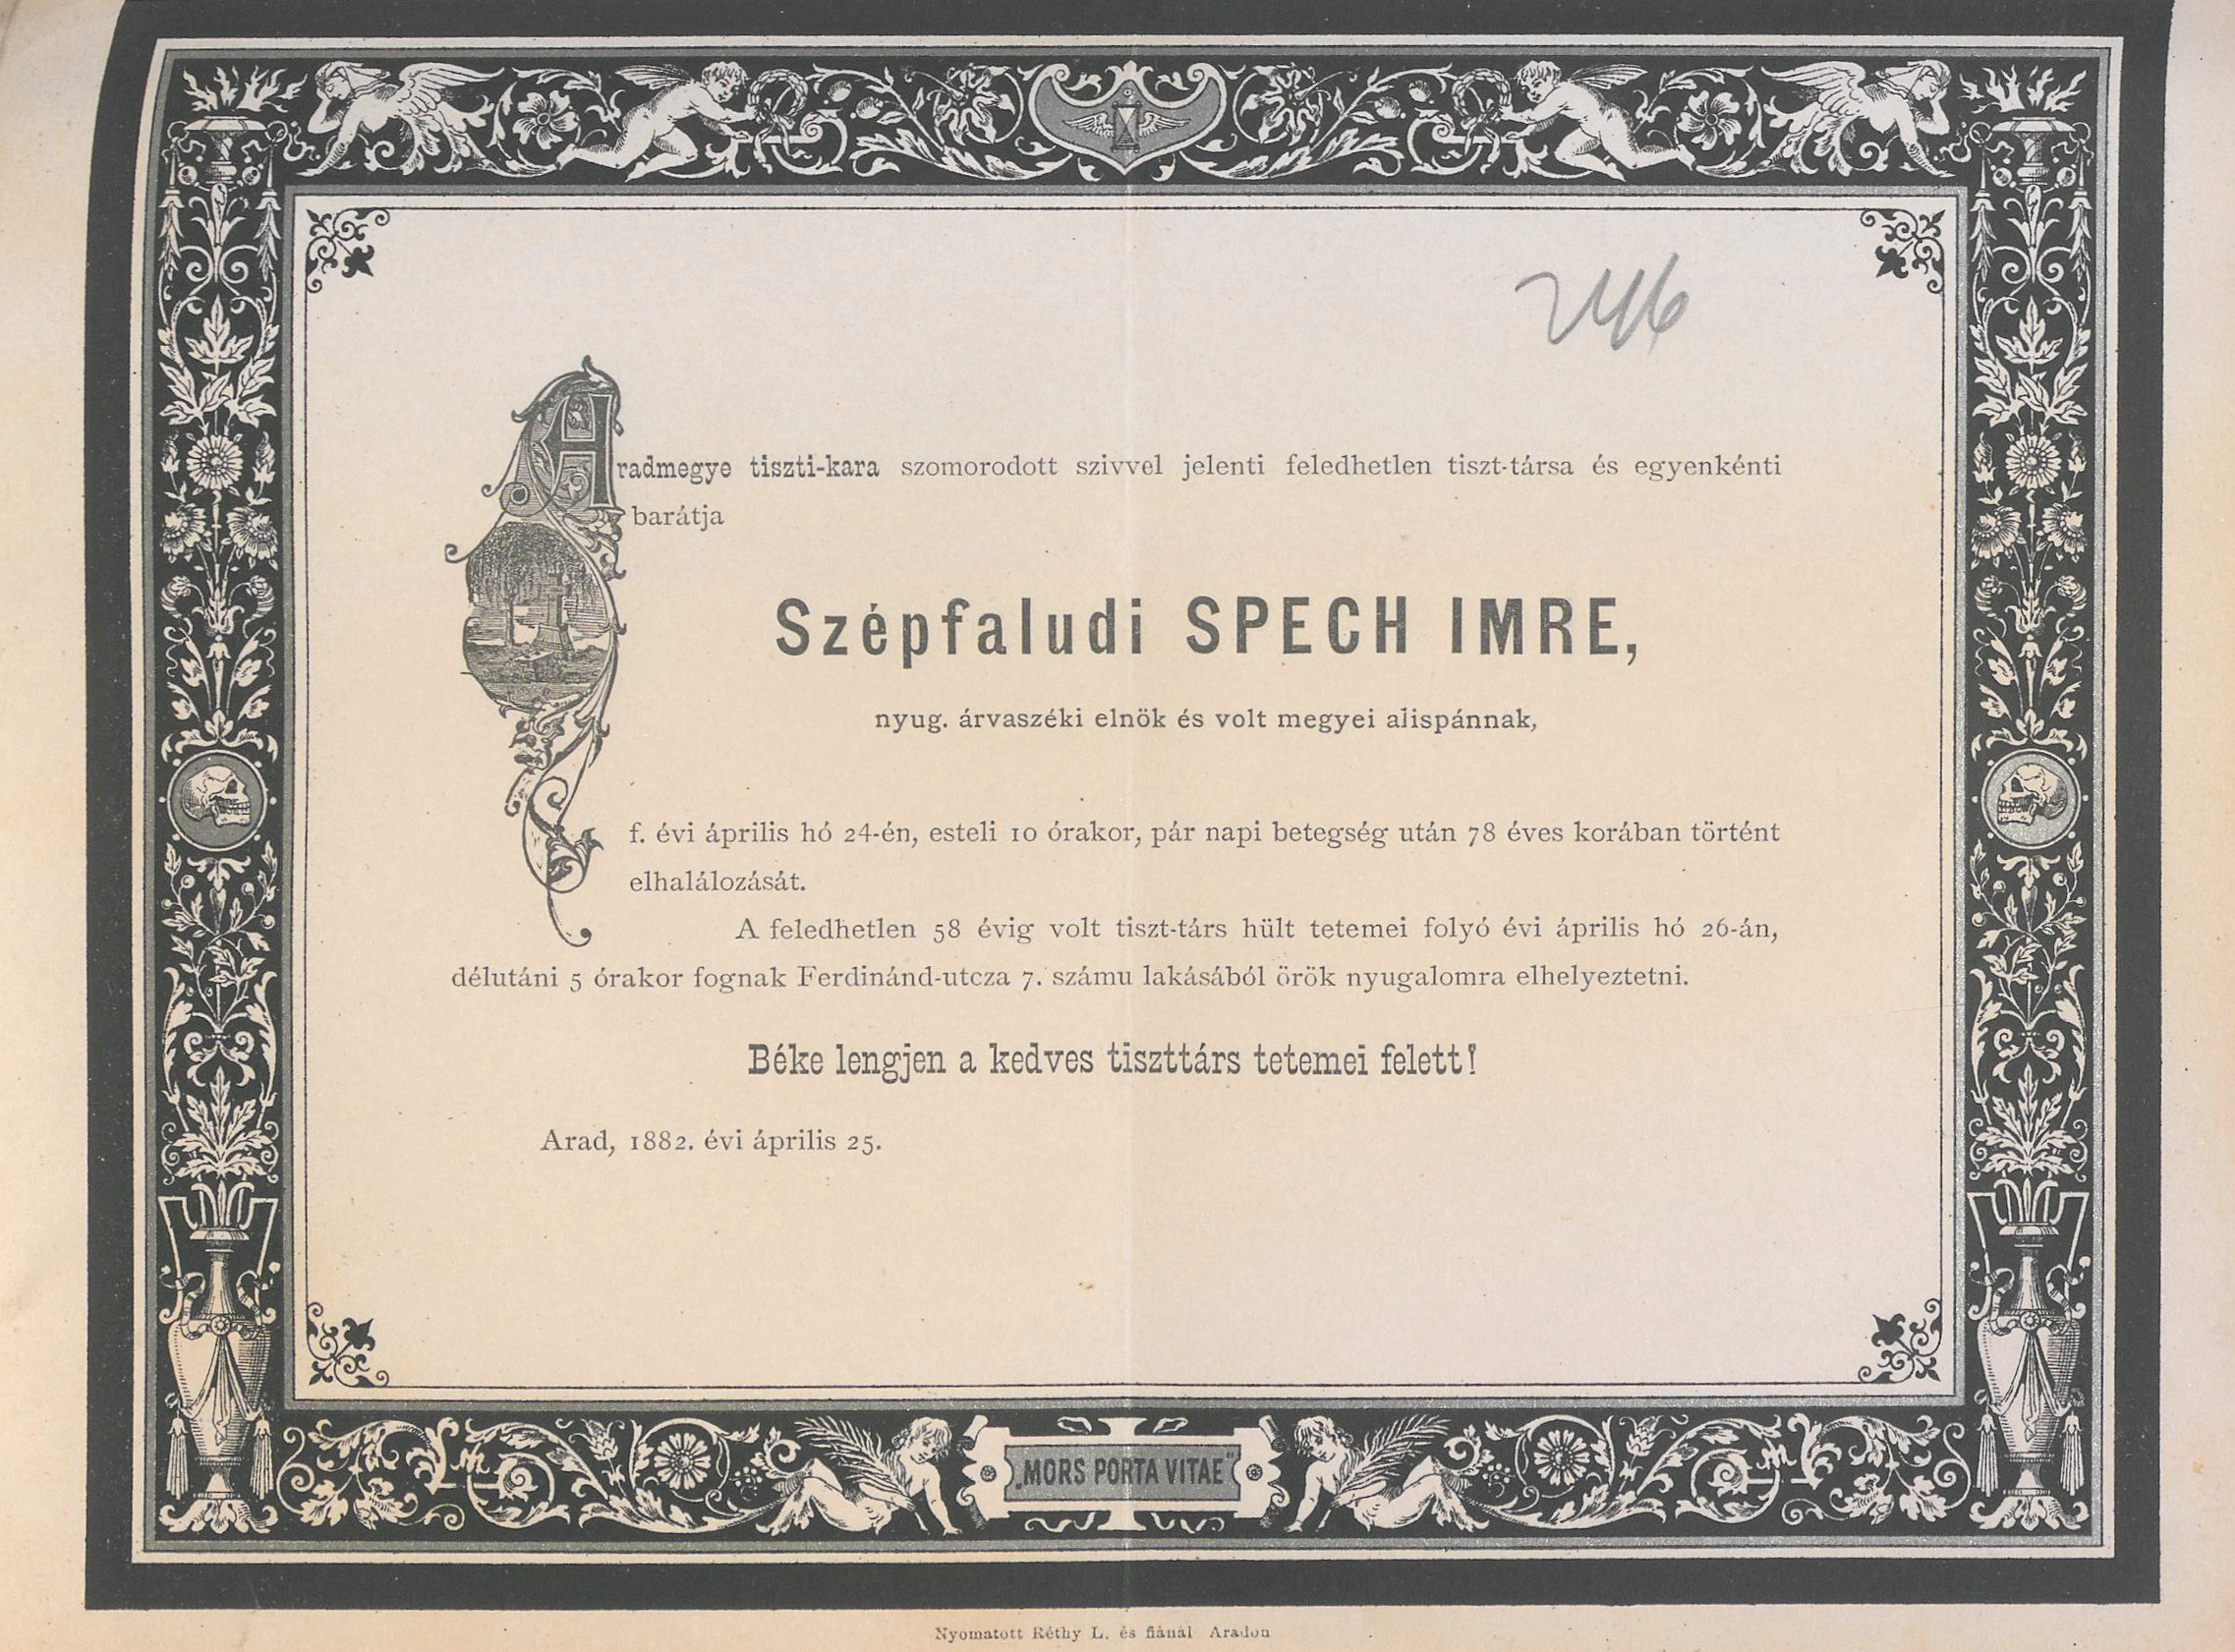 246
Aradmegye tiszti-kara szomorodott szivvel jelenti feledhetlen tiszt-társa és egyenkénti
barátja
Szépfaludi SPECH IMRE,
nyug. árvaszéki elnök és volt megyei alispánnak,
f. évi április hó 24-én, esteli 10 órakor, pár napi betegség után 78 éves korában történt
elhalálozását.
A feledhetlen 58 évig volt tiszt-társ hült tetemei folyó évi április hó 26-án,
délutáni 5 órakor fognak Ferdinánd-utcza 7. számu lakásából örök nyugalomra elhelyeztetni.
Béke lengjen a kedves tiszttárs tetemei felett!
Arad, 1882. évi április 25.
„MORS PORTA VITAE"
Nyomatott Réthy L. és fiánál Aradon